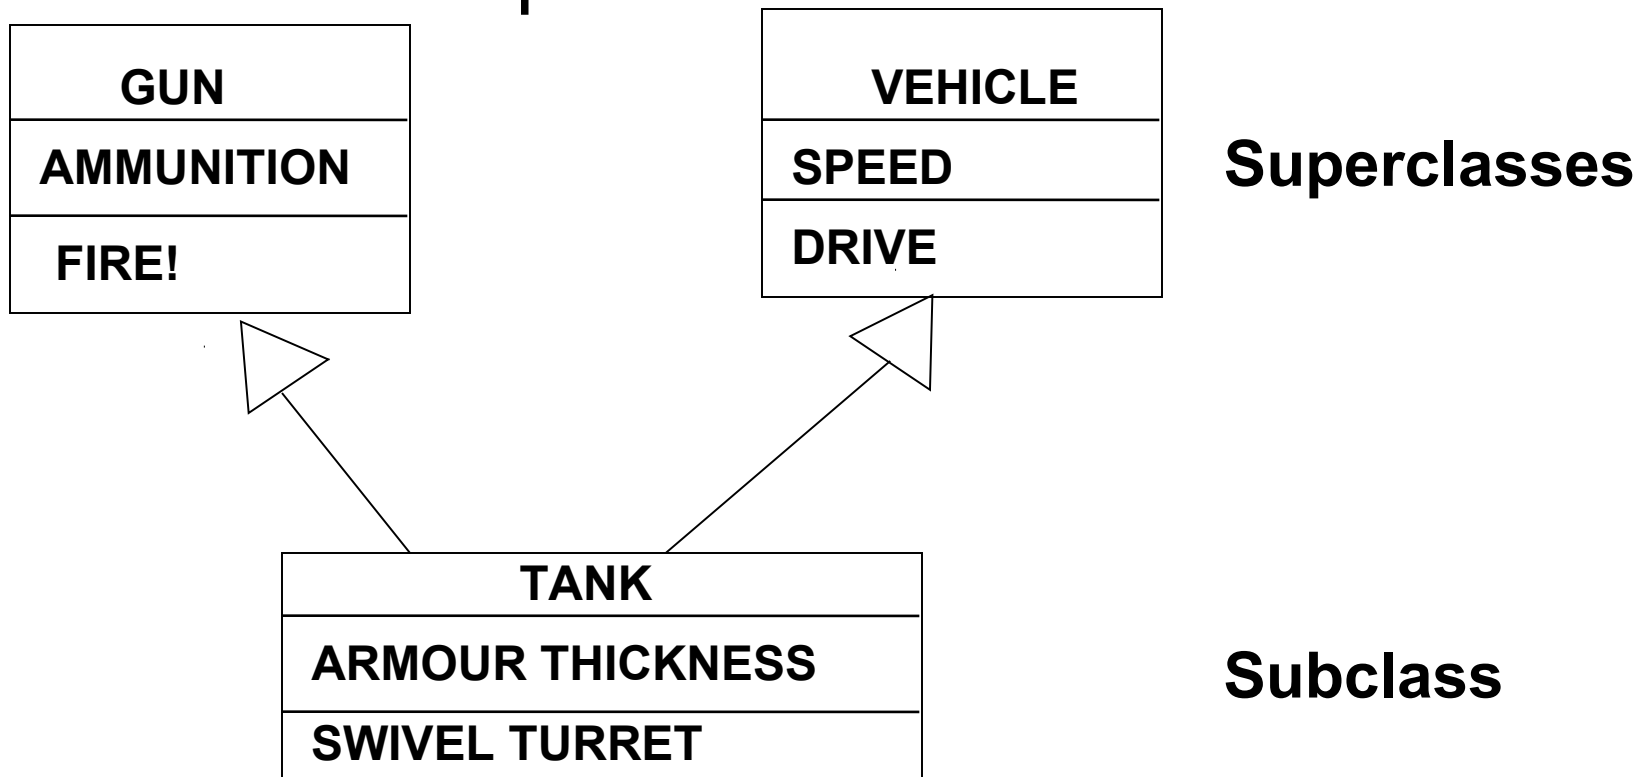 GUN
AMMUNITION
FIRE!
VEHICLE
SPEED
DRIVE
Superclasses
TANK
ARMOUR THICKNESS
SWIVEL TURRET
Subclass